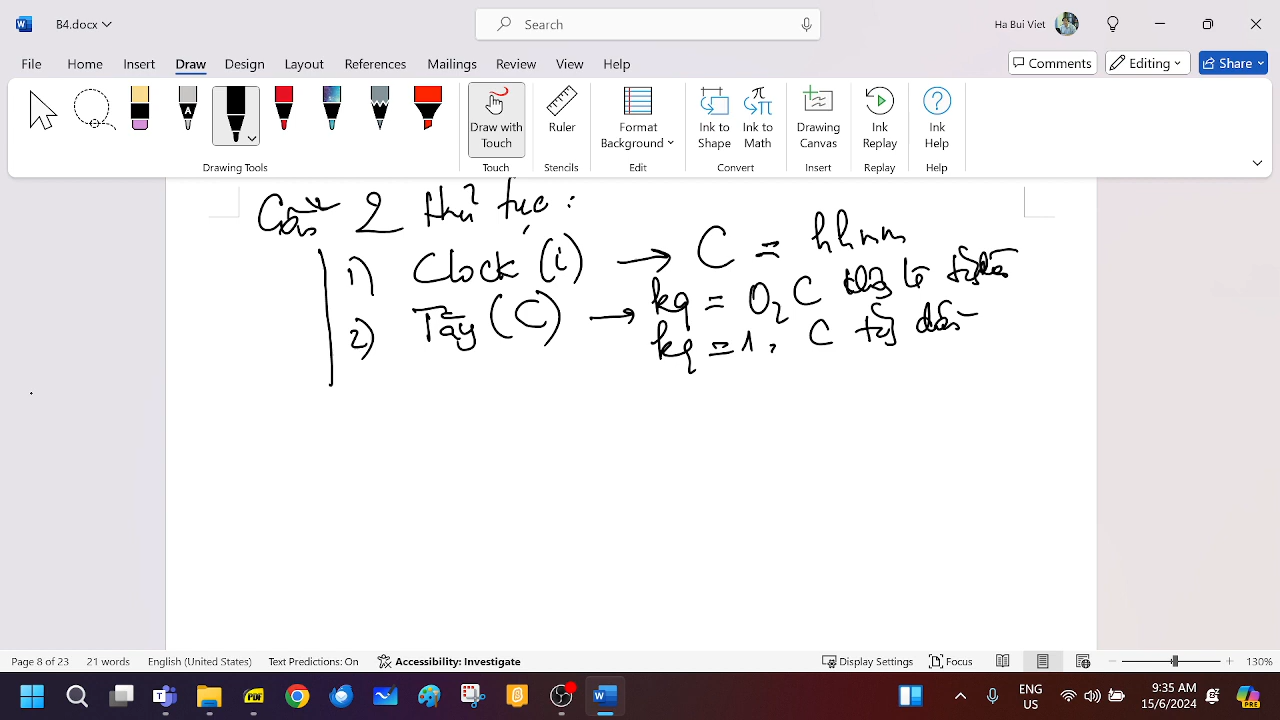 B4.docx
Search
Ha Bui Viet
File Home Insert Draw Design Layout References Mailings Review View Help
Comments Editing Share
Draw with Touch
Ruler
Format Background
Ink to Shape
Ink to Math
Drawing Canvas
Ink Replay
Ink Help
Drawing Tools Touch Stencils Edit Convert Insert Replay Help
2 thủ tục :
1) Clock (i) → C = hhmm
2) Tày (C) → kq = 0, C
kq = 1, C
Page 8 of 23 21 words English (United States) Text Predictions: On Accessibility: Investigate Display Settings Focus 130%
ENG
US
9:35 AM
15/6/2024